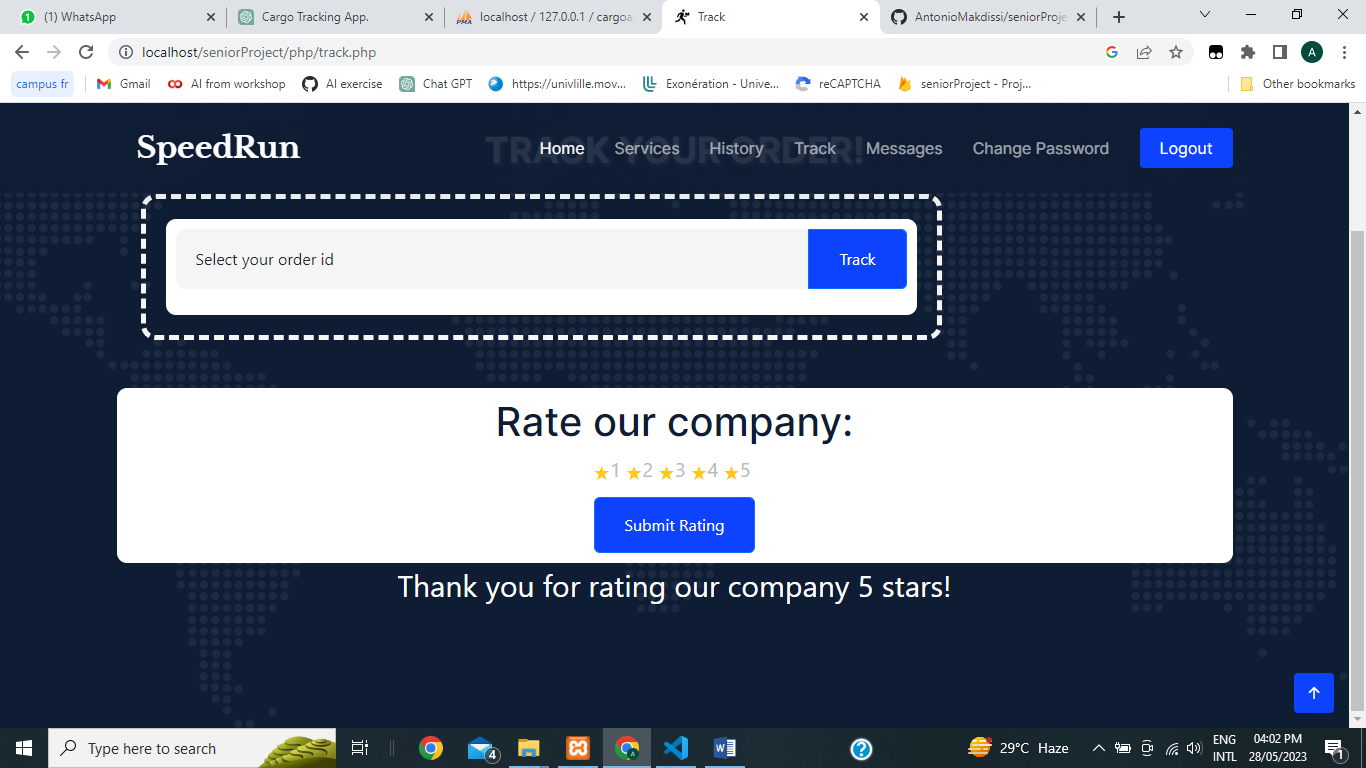 (1) WhatsApp
Cargo Tracking App.
localhost / 127.0.0.1 / cargoa
Track
AntonioMakdissi/seniorProje
localhost/seniorProject/php/track.php
A
campus fr
Gmail
AI from workshop
AI exercise
Chat GPT
https://univlille.mov...
Exonération - Unive...
reCAPTCHA
seniorProject - Proj...
Other bookmarks
TRACK YOUR ORDER!
SpeedRun
Home
Services
History
Track
Messages
Change Password
Logout
Select your order id
Track
Rate our company:
1 2 3 4 5
Submit Rating
Thank you for rating our company 5 stars!
Type here to search
4
29°C Haze
ENG
INTL
04:02 PM
28/05/2023
1